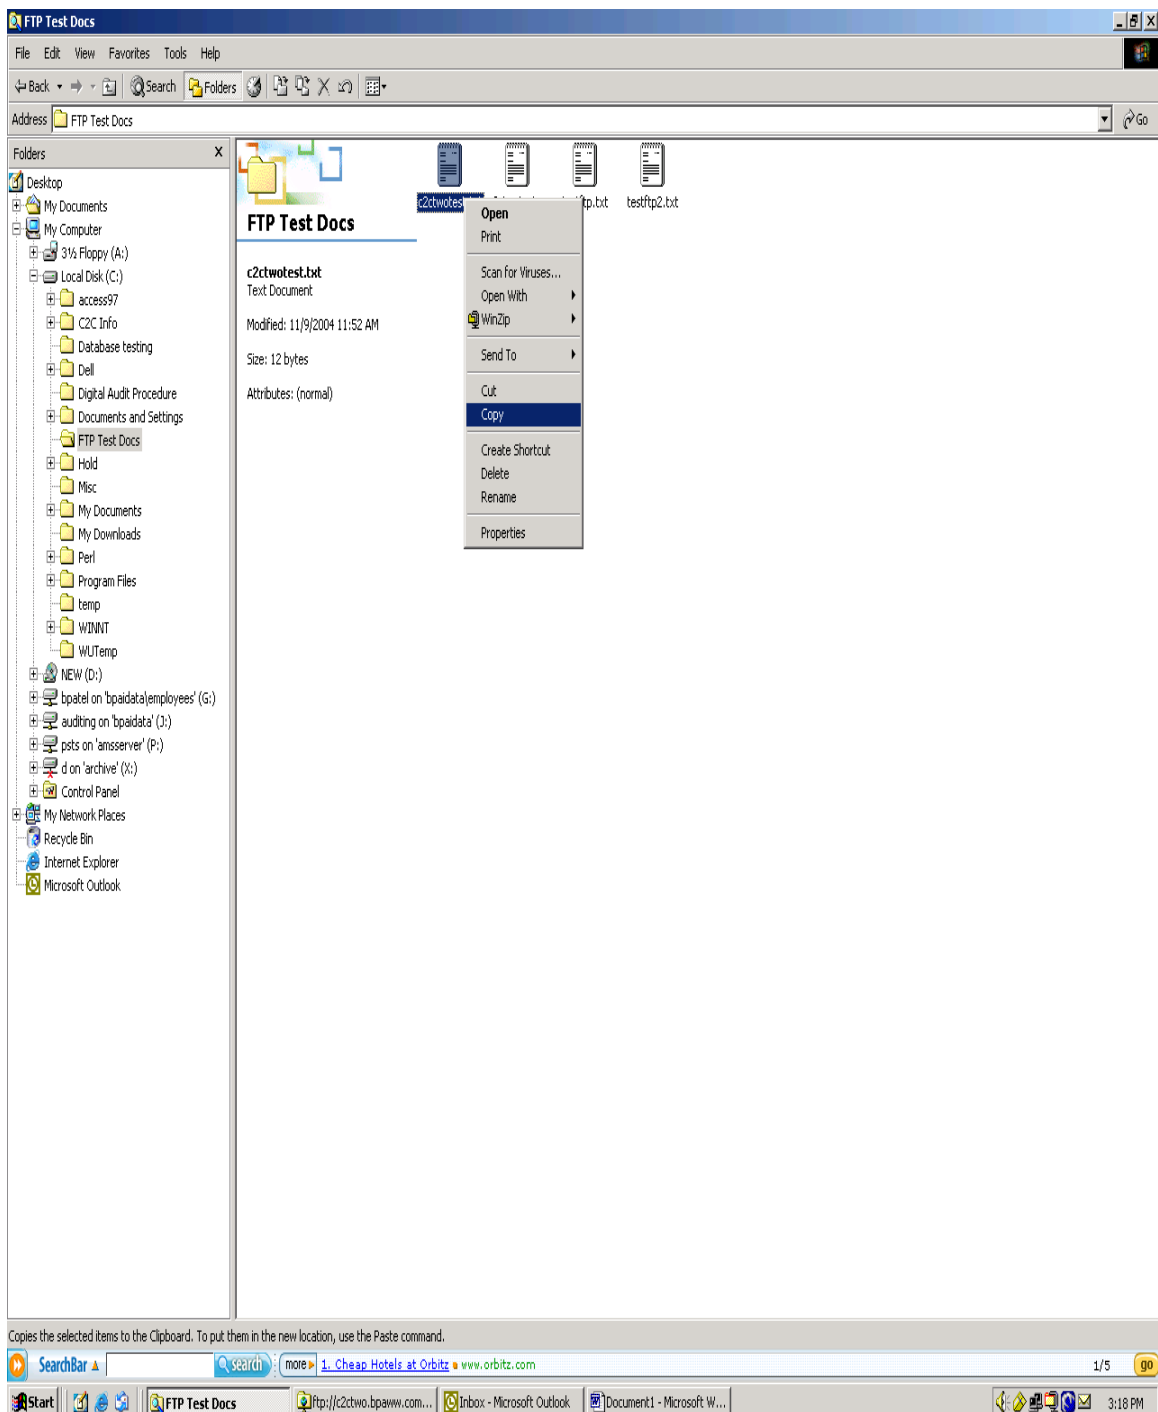 FTP Test Docs
File Edit View Favorites Tools Help
Back Search Folders
Address FTP Test Docs Go
Folders X
Desktop
My Documents
My Computer
3½ Floppy (A:)
Local Disk (C:)
access97
C2C Info
Database testing
Dell
Digital Audit Procedure
Documents and Settings
FTP Test Docs
Hold
Misc
My Documents
My Downloads
Perl
Program Files
temp
WINNT
WUTemp
NEW (D:)
bpatel on 'bpaidata\employees' (G:)
auditing on 'bpaidata' (J:)
psts on 'amsserver' (P:)
d on 'archive' (X:)
Control Panel
My Network Places
Recycle Bin
Internet Explorer
Microsoft Outlook
FTP Test Docs
c2ctwotest.txt
Text Document
Modified: 11/9/2004 11:52 AM
Size: 12 bytes
Attributes: (normal)
c2ctwotes tp.txt testftp2.txt
Open
Print
Scan for Viruses...
Open With
WinZip
Send To
Cut
Copy
Create Shortcut
Delete
Rename
Properties
Copies the selected items to the Clipboard. To put them in the new location, use the Paste command.
SearchBar search more 1. Cheap Hotels at Orbitz www.orbitz.com 1/5 go
Start FTP Test Docs ftp://c2ctwo.bpaww.com... Inbox - Microsoft Outlook Document1 - Microsoft W... 3:18 PM